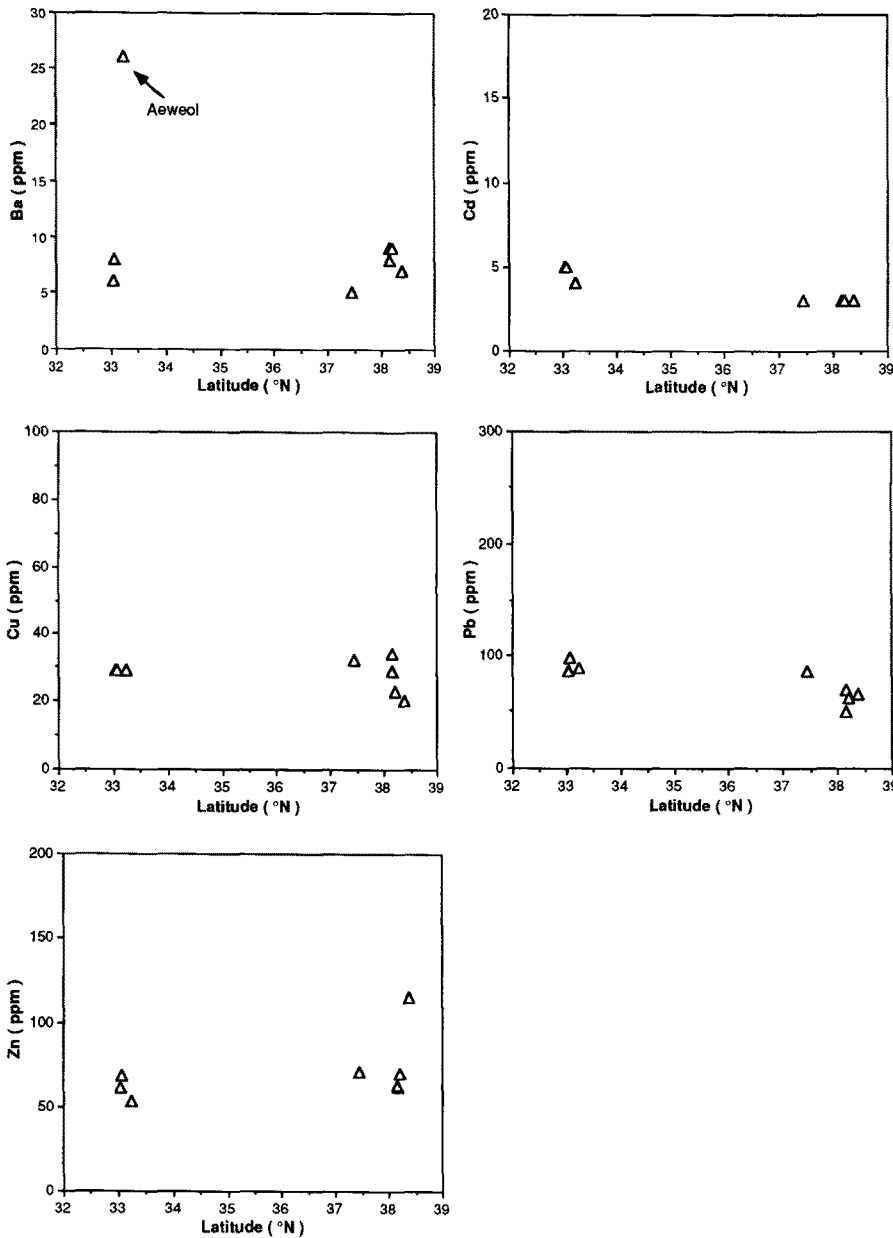 30
25
20
15
10
5
0
Ba ( ppm )
Aeweol
32 33 34 35 36 37 38 39
Latitude ( °N )
20
15
10
5
0
Cd ( ppm )
32 33 34 35 36 37 38 39
Latitude ( °N )
100
80
60
40
20
0
Cu ( ppm )
32 33 34 35 36 37 38 39
Latitude ( °N )
300
200
100
0
Pb ( ppm )
32 33 34 35 36 37 38 39
Latitude ( °N )
200
150
100
50
0
Zn ( ppm )
32 33 34 35 36 37 38 39
Latitude ( °N )